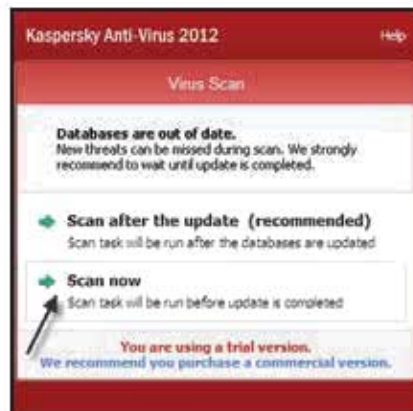 Kaspersky Anti-Virus 2012 Help
Virus Scan
Databases are out of date.
New threats can be missed during scan. We strongly
recommend to wait until update is completed.
Scan after the update (recommended)
Scan task will be run after the databases are updated
Scan now
Scan task will be run before update is completed
You are using a trial version.
We recommend you purchase a commercial version.